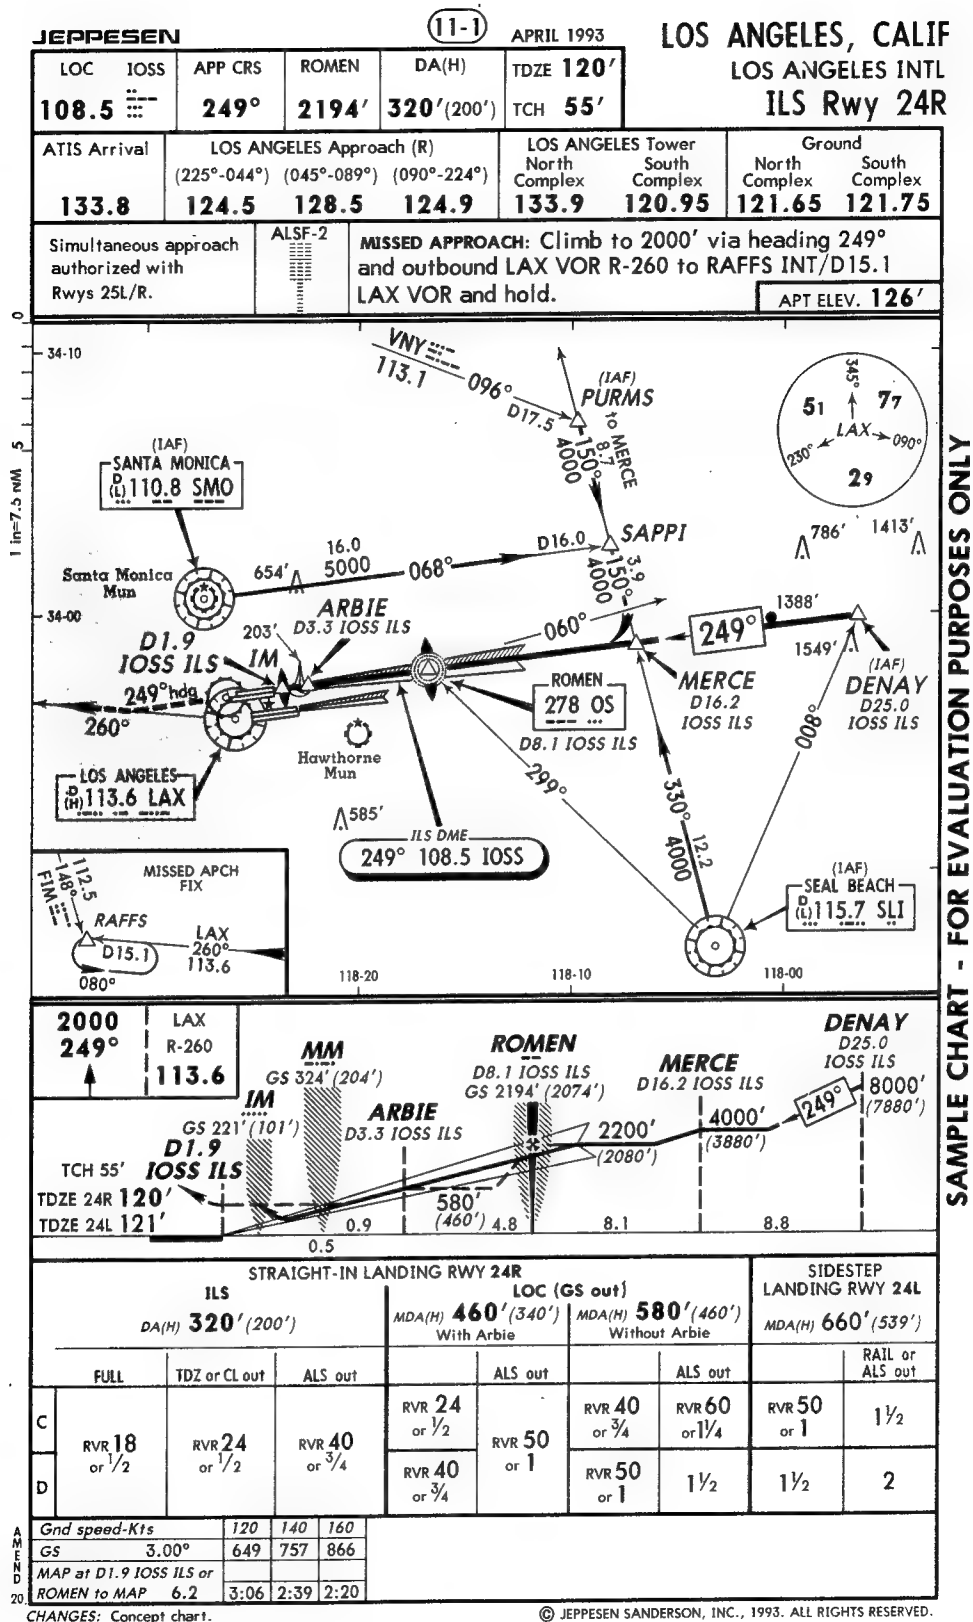 JEPPESEN
11-1
APRIL 1993
LOS ANGELES, CALIF
LOS ANGELES INTL
ILS Rwy 24R
LOC IOSS
108.5
APP CRS
249°
ROMEN
2194'
DA(H)
320'(200')
TDZE 120'
TCH 55'
ATIS Arrival
133.8
LOS ANGELES Approach (R)
(225°-044°) (045°-089°) (090°-224°)
124.5 128.5 124.9
LOS ANGELES Tower
North Complex South Complex
133.9 120.95
Ground
North Complex South Complex
121.65 121.75
Simultaneous approach
authorized with
Rwys 25L/R.
ALSF-2
MISSED APPROACH: Climb to 2000' via heading 249°
and outbound LAX VOR R-260 to RAFFS INT/D15.1
LAX VOR and hold.
APT ELEV. 126'
0
5
1 in=7.5 NM
34-10
VNY
113.1
096°
D17.5
(IAF)
PURMS
to MERCE
8.7
150°
4000
345°
51
77
LAX
230°
090°
29
(IAF)
SANTA MONICA
D
(L) 110.8 SMO
Santa Monica
Mun
654'
16.0
5000
068°
D16.0
SAPPI
3.9
150°
4000
786'
1413'
34-00
D1.9
IOSS ILS
IM
203'
ARBIE
D3.3 IOSS ILS
060°
249°
1388'
1549'
(IAF)
DENAY
D25.0
IOSS ILS
MERCE
D16.2
IOSS ILS
ROMEN
278 OS
D8.1 IOSS ILS
249°hdg
260°
Hawthorne
Mun
LOS ANGELES
D
(H) 113.6 LAX
585'
299°
008°
330°
12.2
4000
ILS DME
249° 108.5 IOSS
(IAF)
SEAL BEACH
D
(L) 115.7 SLI
MISSED APCH
FIX
112.5
148°
FIM
RAFFS
D15.1
080°
LAX
260°
113.6
118-20
118-10
118-00
SAMPLE CHART - FOR EVALUATION PURPOSES ONLY
2000
249°
LAX
R-260
113.6
MM
GS 324' (204')
IM
GS 221' (101')
D1.9
IOSS ILS
ARBIE
D3.3 IOSS ILS
ROMEN
D8.1 IOSS ILS
GS 2194' (2074')
MERCE
D16.2 IOSS ILS
DENAY
D25.0
IOSS ILS
8000'
(7880')
249°
4000'
(3880')
2200'
(2080')
580'
(460')
TCH 55'
TDZE 24R 120'
TDZE 24L 121'
0.5
0.9
4.8
8.1
8.8
STRAIGHT-IN LANDING RWY 24R
ILS
DA(H) 320'(200')
LOC (GS out)
MDA(H) 460'(340')
With Arbie
MDA(H) 580'(460')
Without Arbie
SIDESTEP
LANDING RWY 24L
MDA(H) 660'(539')
FULL
TDZ or CL out
ALS out
ALS out
ALS out
RAIL or
ALS out
C
D
RVR 18
or 1/2
RVR 24
or 1/2
RVR 40
or 3/4
RVR 24
or 1/2
RVR 40
or 3/4
RVR 50
or 1
RVR 40
or 3/4
RVR 50
or 1
RVR 60
or 1 1/4
1 1/2
RVR 50
or 1
1 1/2
1 1/2
2
Gnd speed-Kts 120 140 160
GS 3.00° 649 757 866
MAP at D1.9 IOSS ILS or
ROMEN to MAP 6.2 3:06 2:39 2:20
AMEND 20
CHANGES: Concept chart.
© JEPPESEN SANDERSON, INC., 1993. ALL RIGHTS RESERVED.